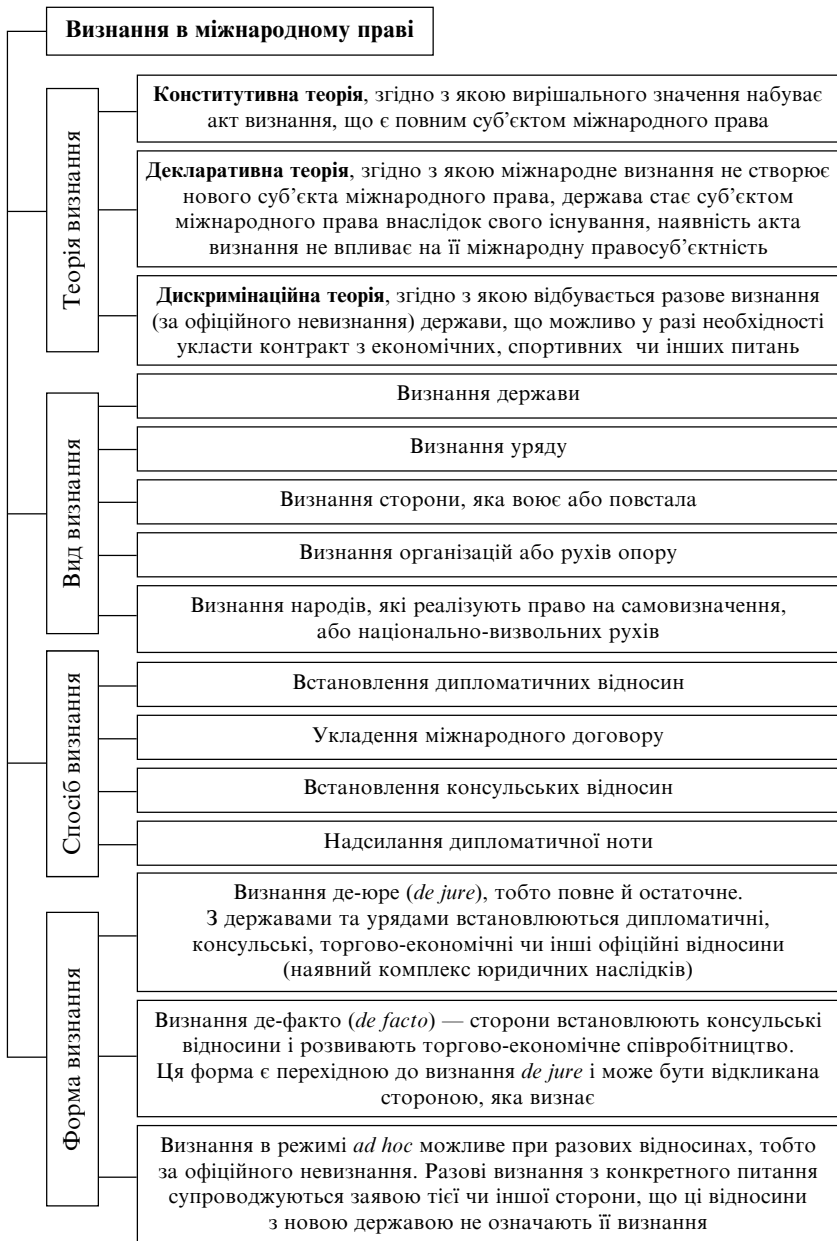 Визнання в міжнародному праві
Теорія визнання
Конститутивна теорія, згідно з якою вирішального значення набуває
акт визнання, що є повним суб’єктом міжнародного права
Декларативна теорія, згідно з якою міжнародне визнання не створює
нового суб’єкта міжнародного права, держава стає суб’єктом
міжнародного права внаслідок свого існування, наявність акта
визнання не впливає на її міжнародну правосуб’єктність
Дискримінаційна теорія, згідно з якою відбувається разове визнання
(за офіційного невизнання) держави, що можливо у разі необхідності
укласти контракт з економічних, спортивних чи інших питань
Вид визнання
Визнання держави
Визнання уряду
Визнання сторони, яка воює або повстала
Визнання організацій або рухів опору
Визнання народів, які реалізують право на самовизначення,
або національно-визвольних рухів
Спосіб визнання
Встановлення дипломатичних відносин
Укладення міжнародного договору
Встановлення консульських відносин
Надсилання дипломатичної ноти
Форма визнання
Визнання де-юре (de jure), тобто повне й остаточне.
З державами та урядами встановлюються дипломатичні,
консульські, торгово-економічні чи інші офіційні відносини
(наявний комплекс юридичних наслідків)
Визнання де-факто (de facto) — сторони встановлюють консульські
відносини і розвивають торгово-економічне співробітництво.
Ця форма є перехідною до визнання de jure і може бути відкликана
стороною, яка визнає
Визнання в режимі ad hoc можливе при разових відносинах, тобто
за офіційного невизнання. Разові визнання з конкретного питання
супроводжуються заявою тієї чи іншої сторони, що ці відносини
з новою державою не означають її визнання